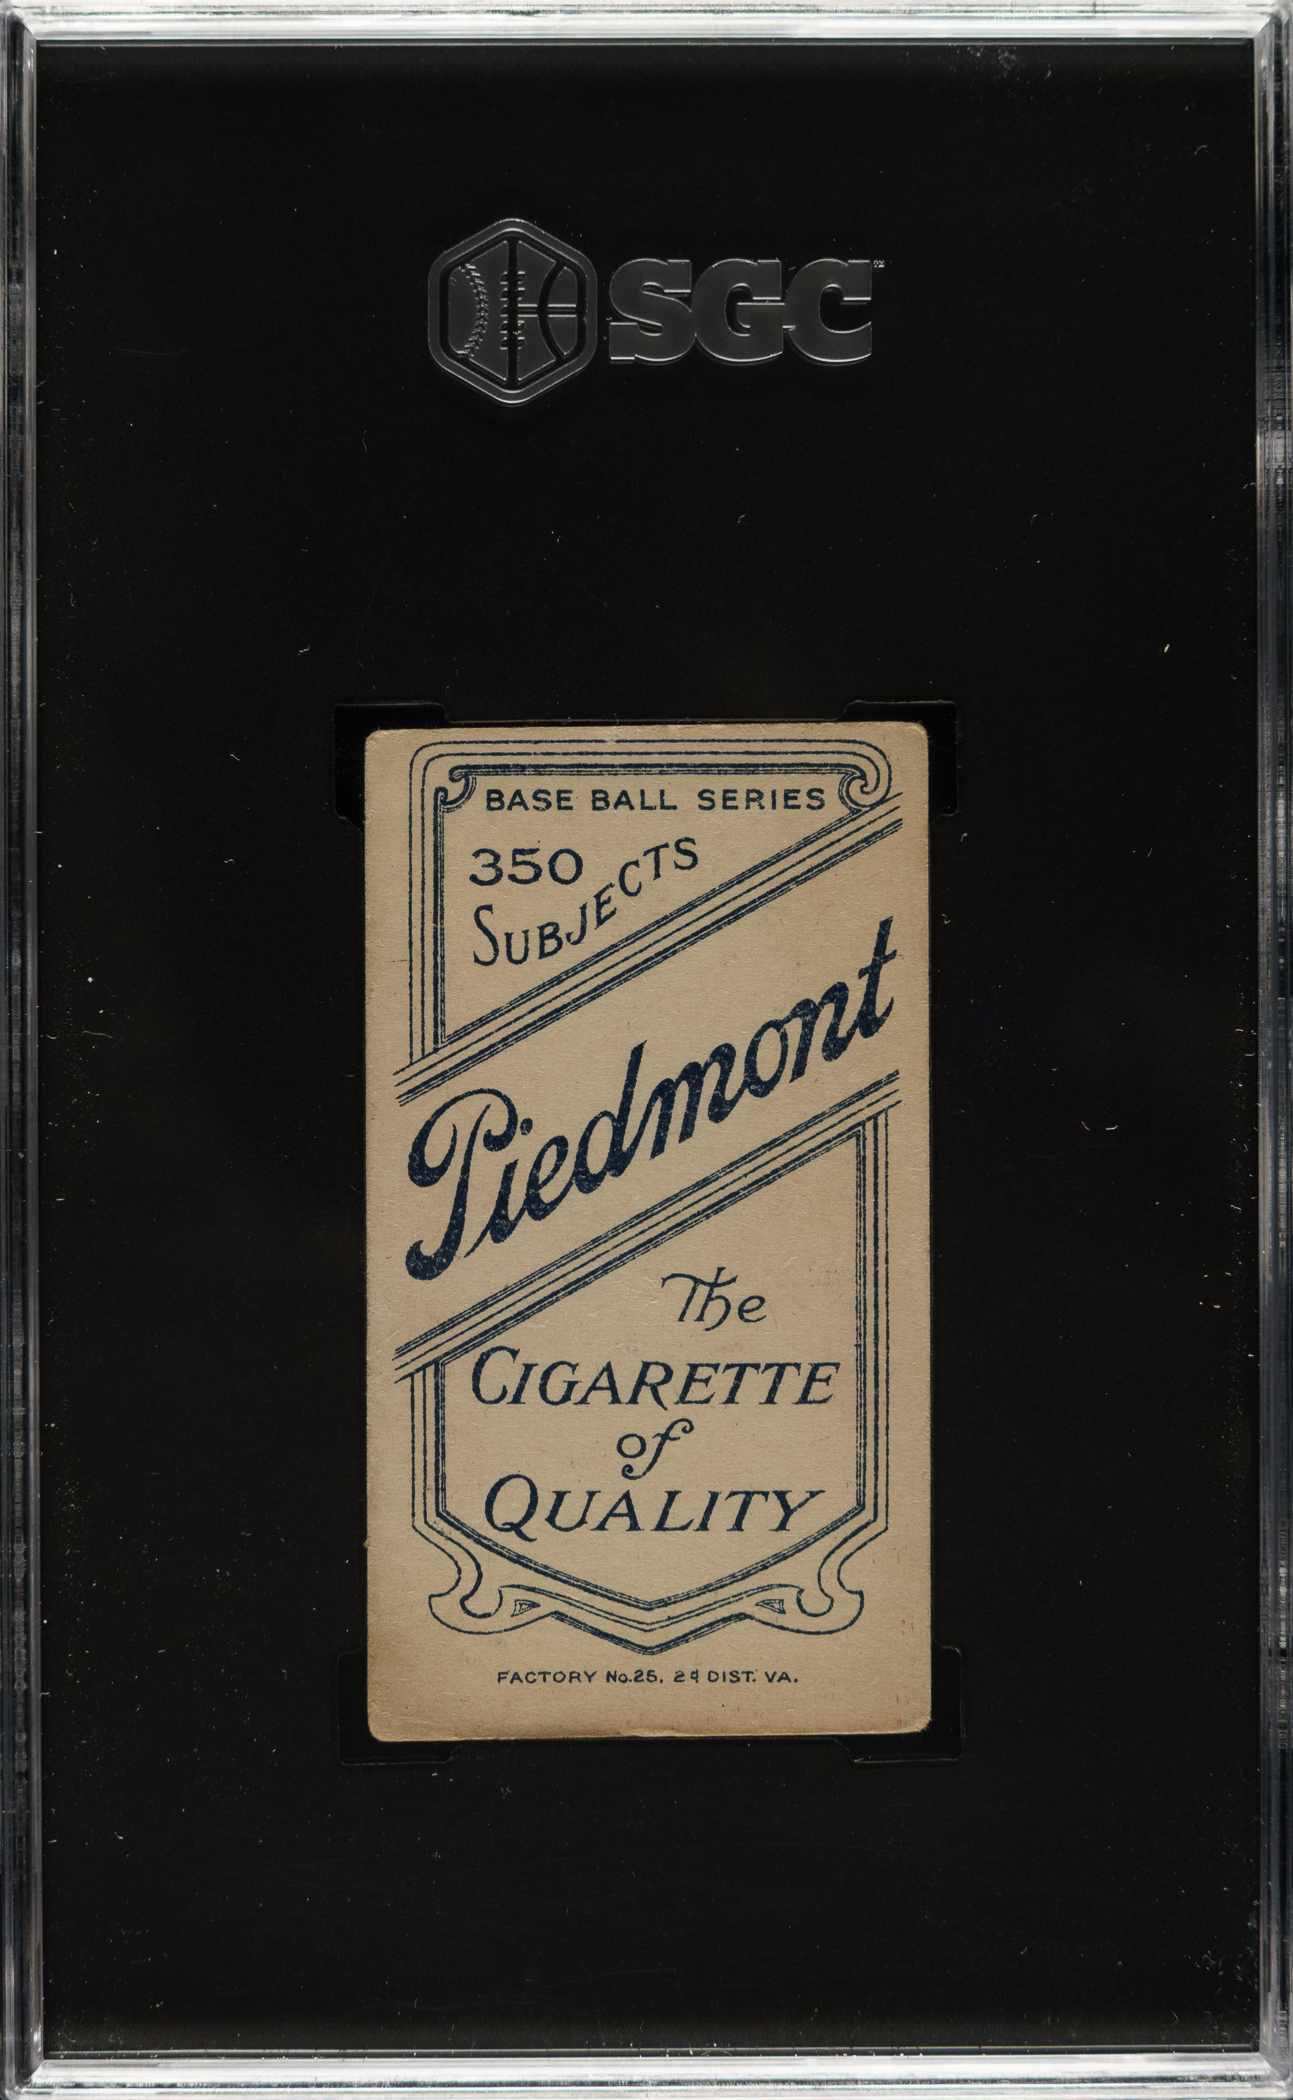 SGC
BASE BALL SERIES
350
SUBJECTS
Piedmont
The
CIGARETTE
of
QUALITY
FACTORY No.25, 2d DIST. VA.